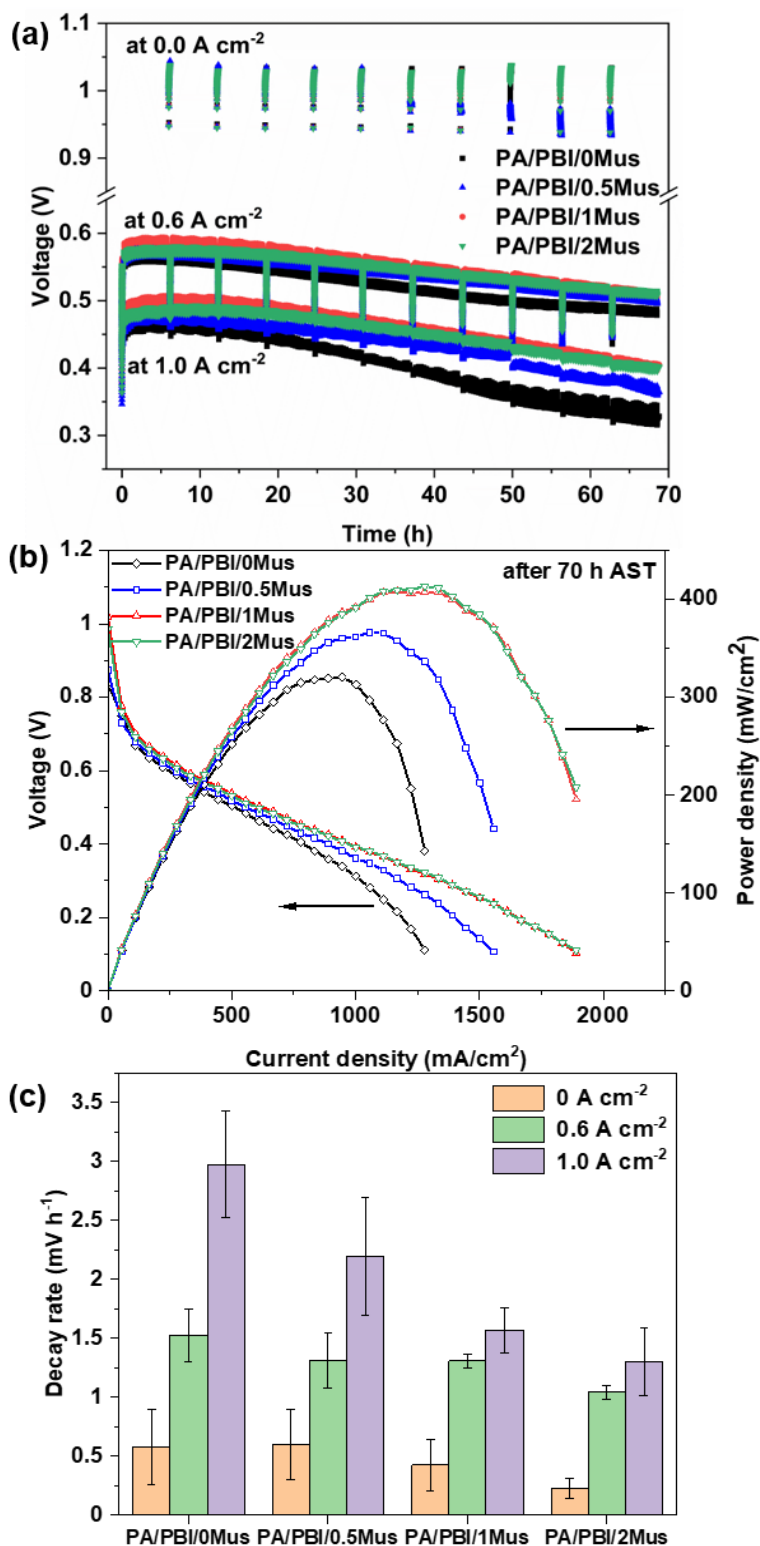 (a)
at 0.0 A cm⁻²
PA/PBI/0Mus
PA/PBI/0.5Mus
PA/PBI/1Mus
PA/PBI/2Mus
at 0.6 A cm⁻²
at 1.0 A cm⁻²
Voltage (V)
1.1
1
0.9
0.6
0.5
0.4
0.3
0 10 20 30 40 50 60 70
Time (h)
(b)
PA/PBI/0Mus
PA/PBI/0.5Mus
PA/PBI/1Mus
PA/PBI/2Mus
after 70 h AST
Voltage (V)
1.2
1
0.8
0.6
0.4
0.2
0
Power density (mW/cm²)
400
300
200
100
0
0 500 1000 1500 2000
Current density (mA/cm²)
(c)
0 A cm⁻²
0.6 A cm⁻²
1.0 A cm⁻²
Decay rate (mV h⁻¹)
3.5
3
2.5
2
1.5
1
0.5
0
PA/PBI/0Mus PA/PBI/0.5Mus PA/PBI/1Mus PA/PBI/2Mus